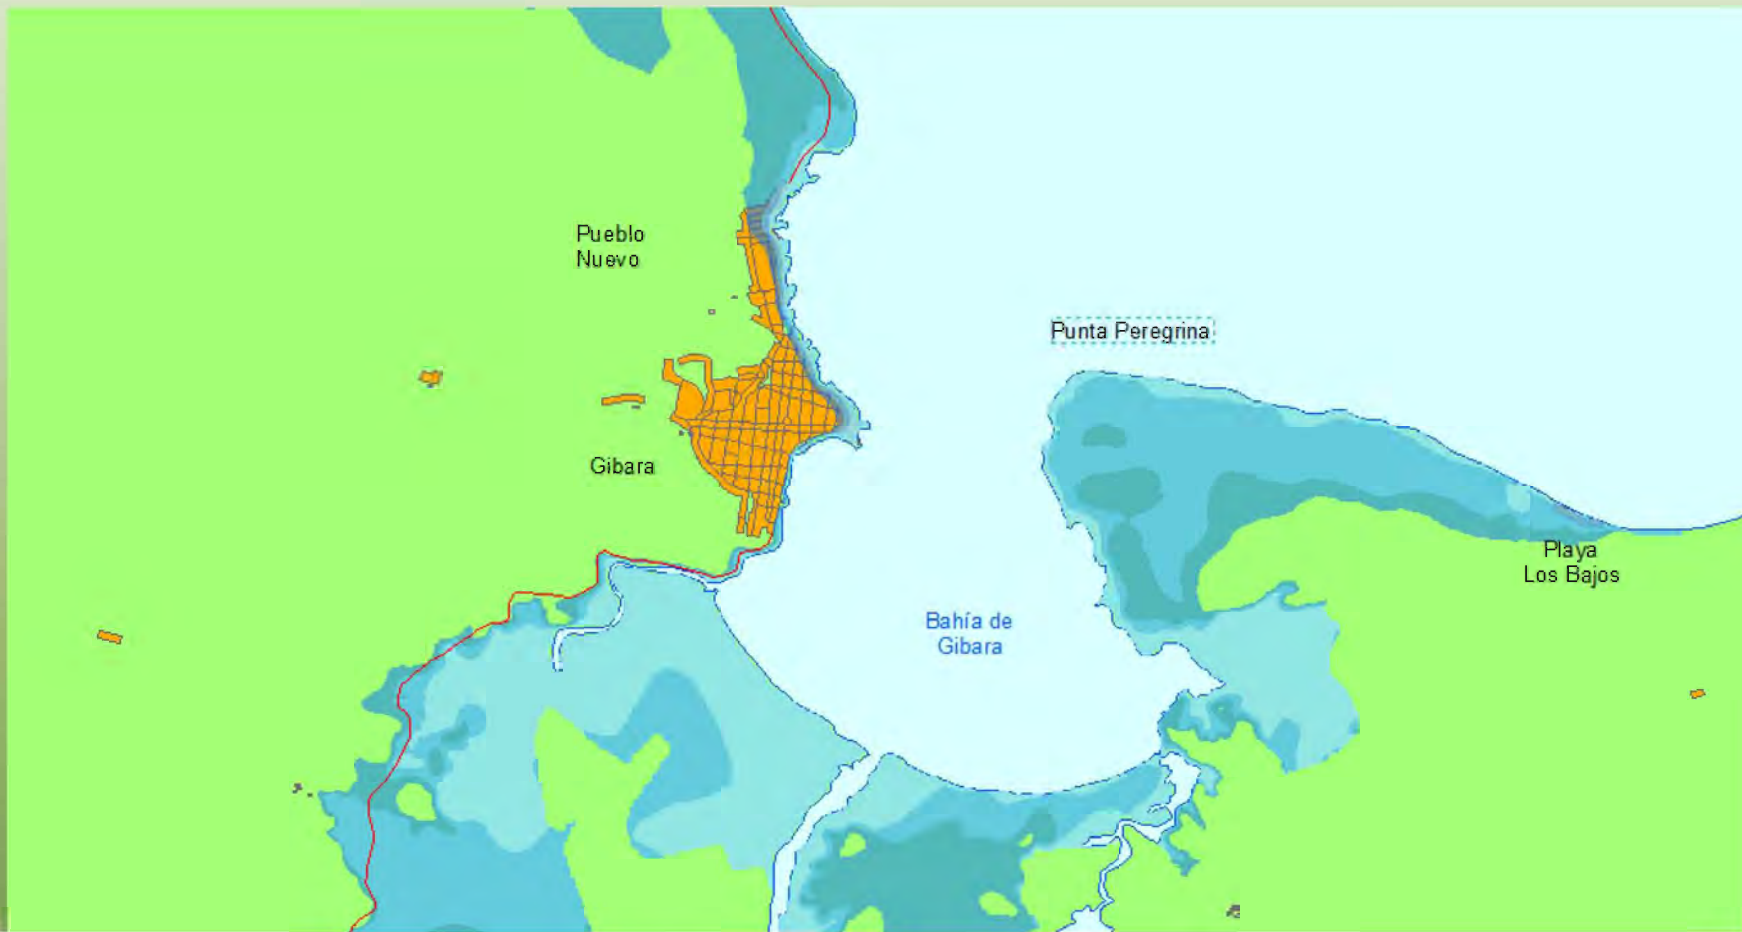 Pueblo
Nuevo
Punta Peregrina
Gibara
Playa
Los Bajos
Bahía de
Gibara